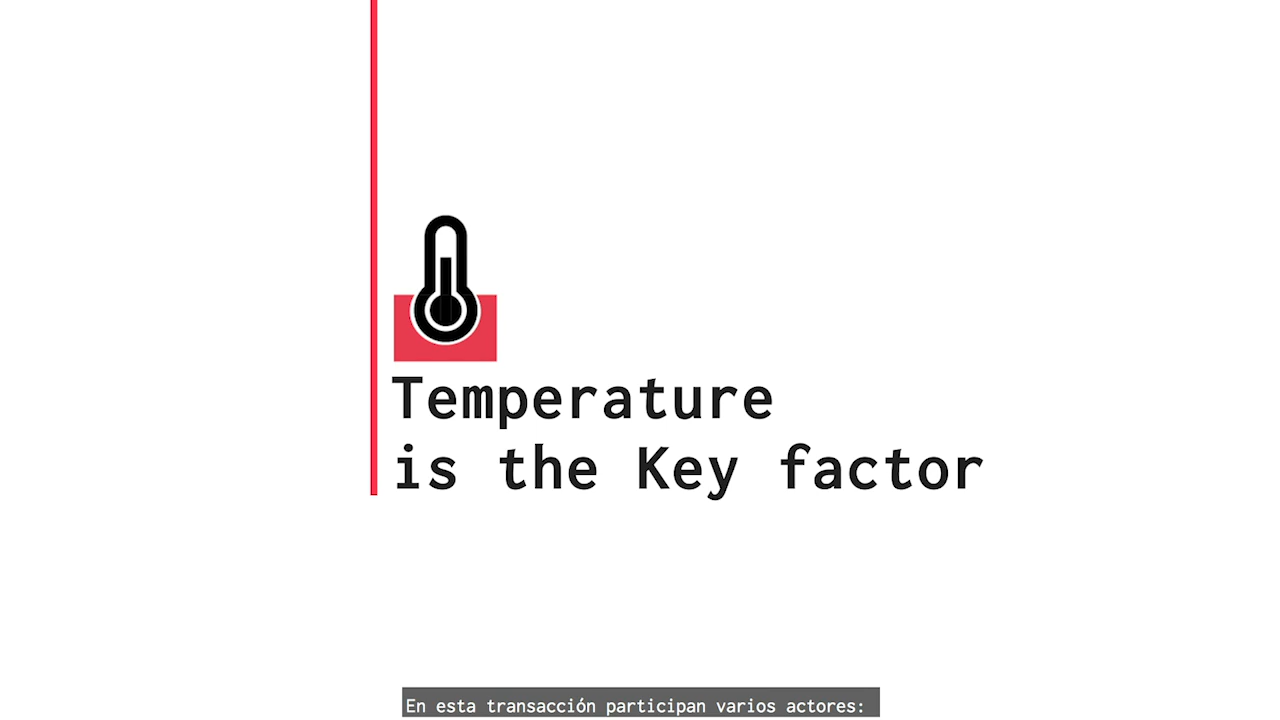 Temperature
is the Key factor
En esta transacción participan varios actores: